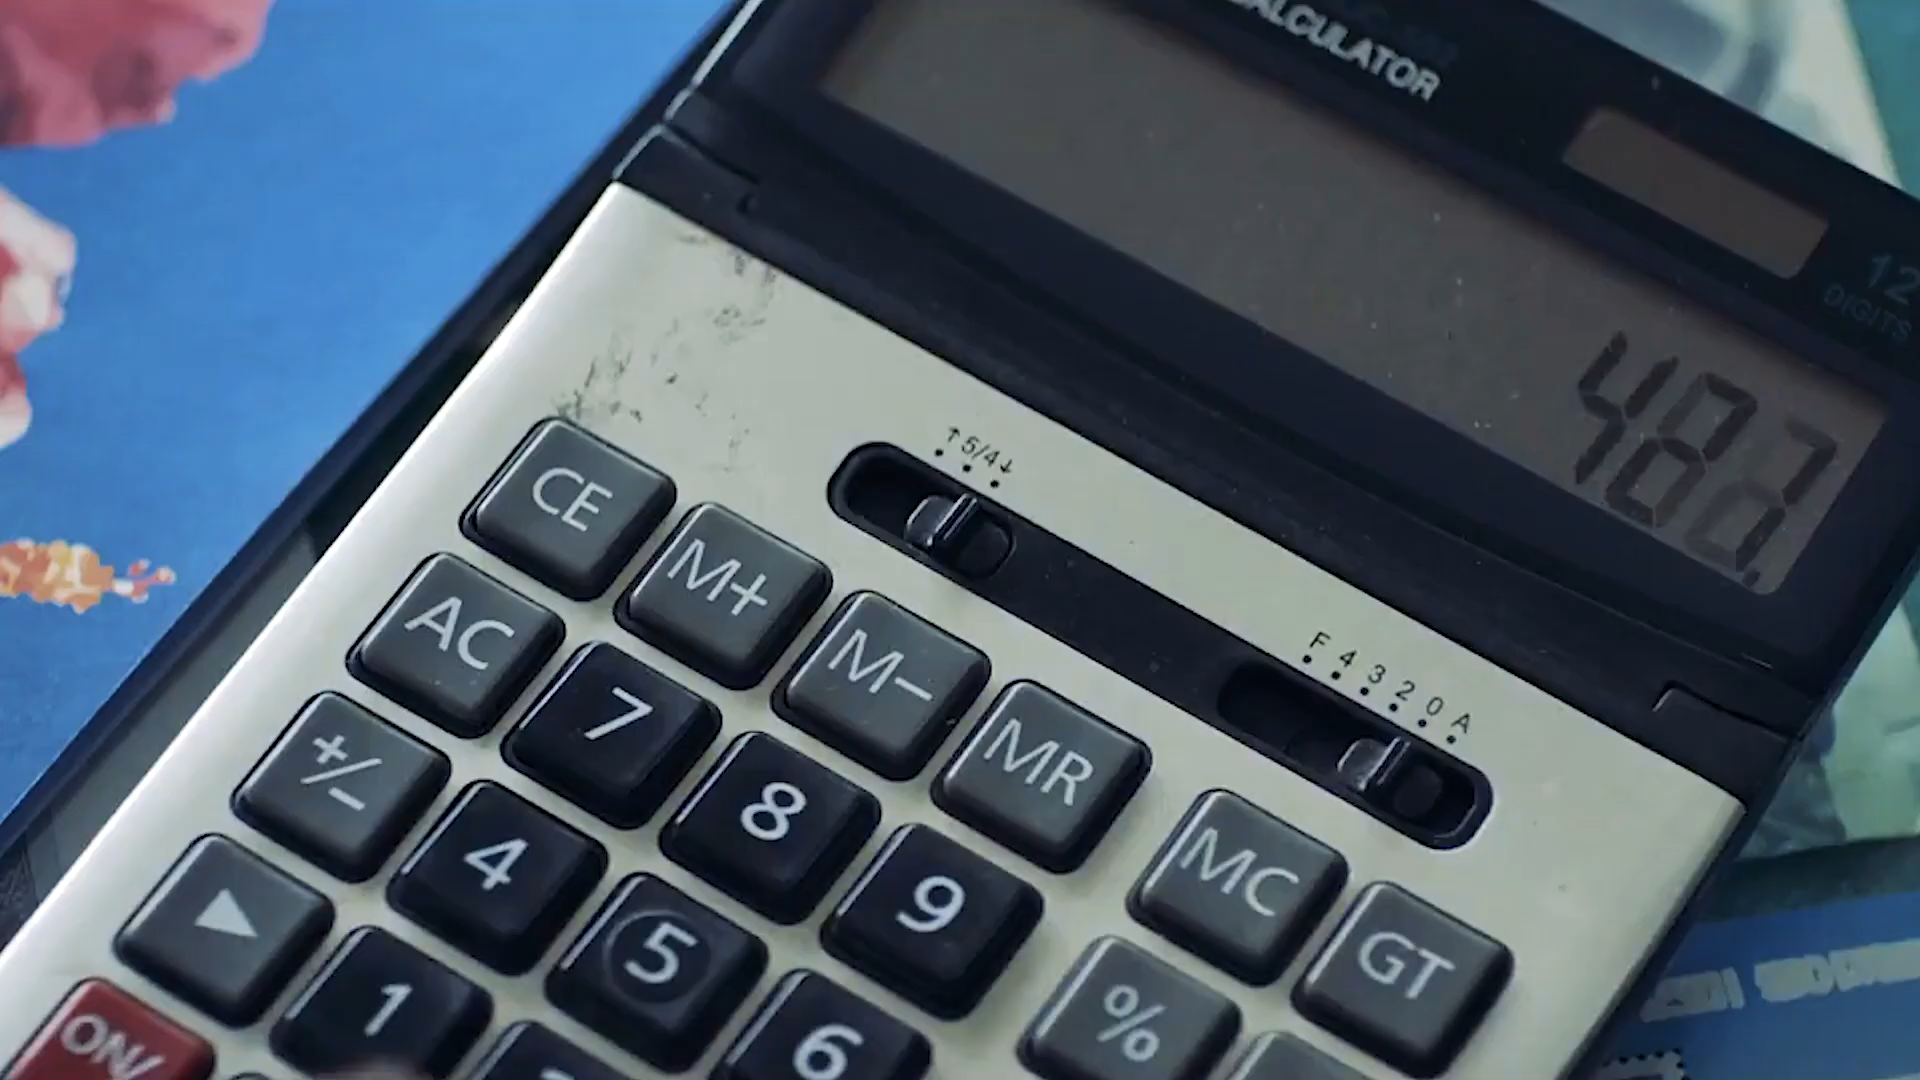 CALCULATOR
12
DIGITS
487
↑5/4↓
F 4 3 2 0 A
CE
M+
M−
MR
MC
GT
AC
7
8
9
%
+/−
4
5
6
▶
1
ON/